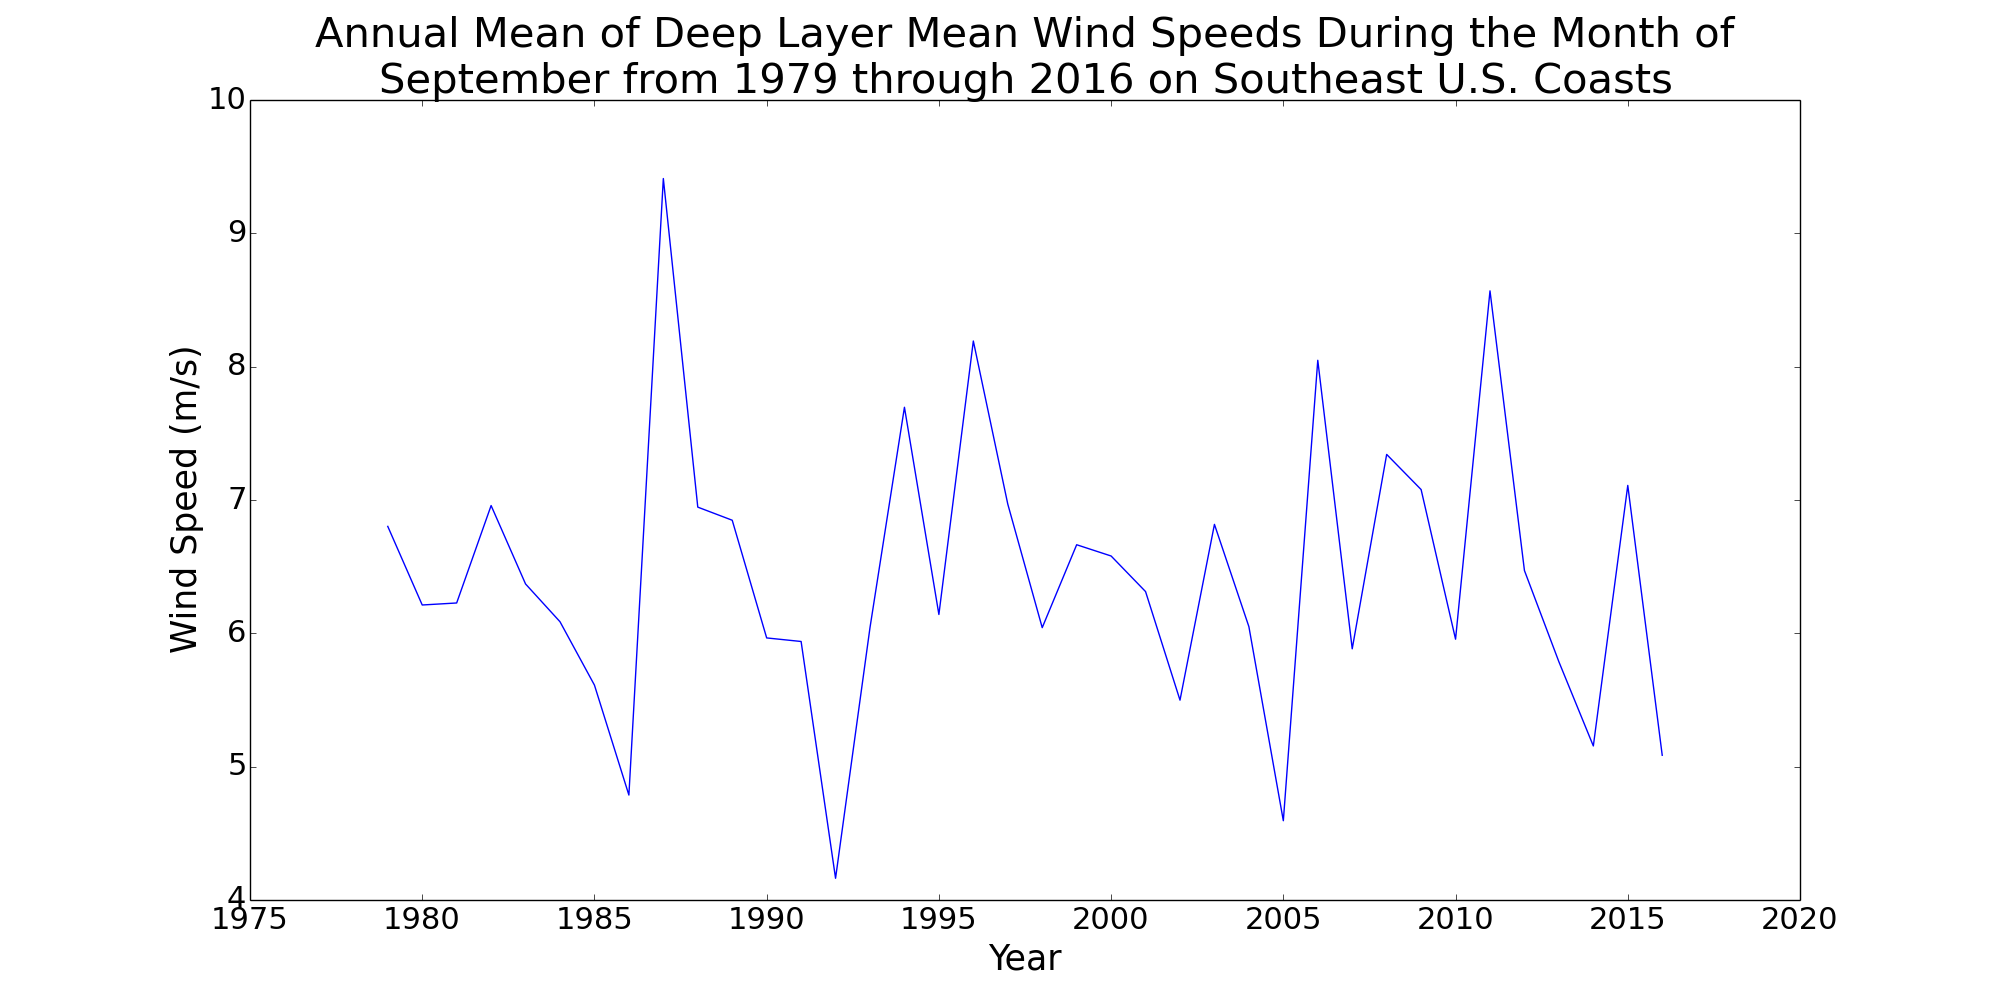 Annual Mean of Deep Layer Mean Wind Speeds During the Month of
September from 1979 through 2016 on Southeast U.S. Coasts
10
9
8
7
6
5
4
Wind Speed (m/s)
1975 1980 1985 1990 1995 2000 2005 2010 2015 2020
Year